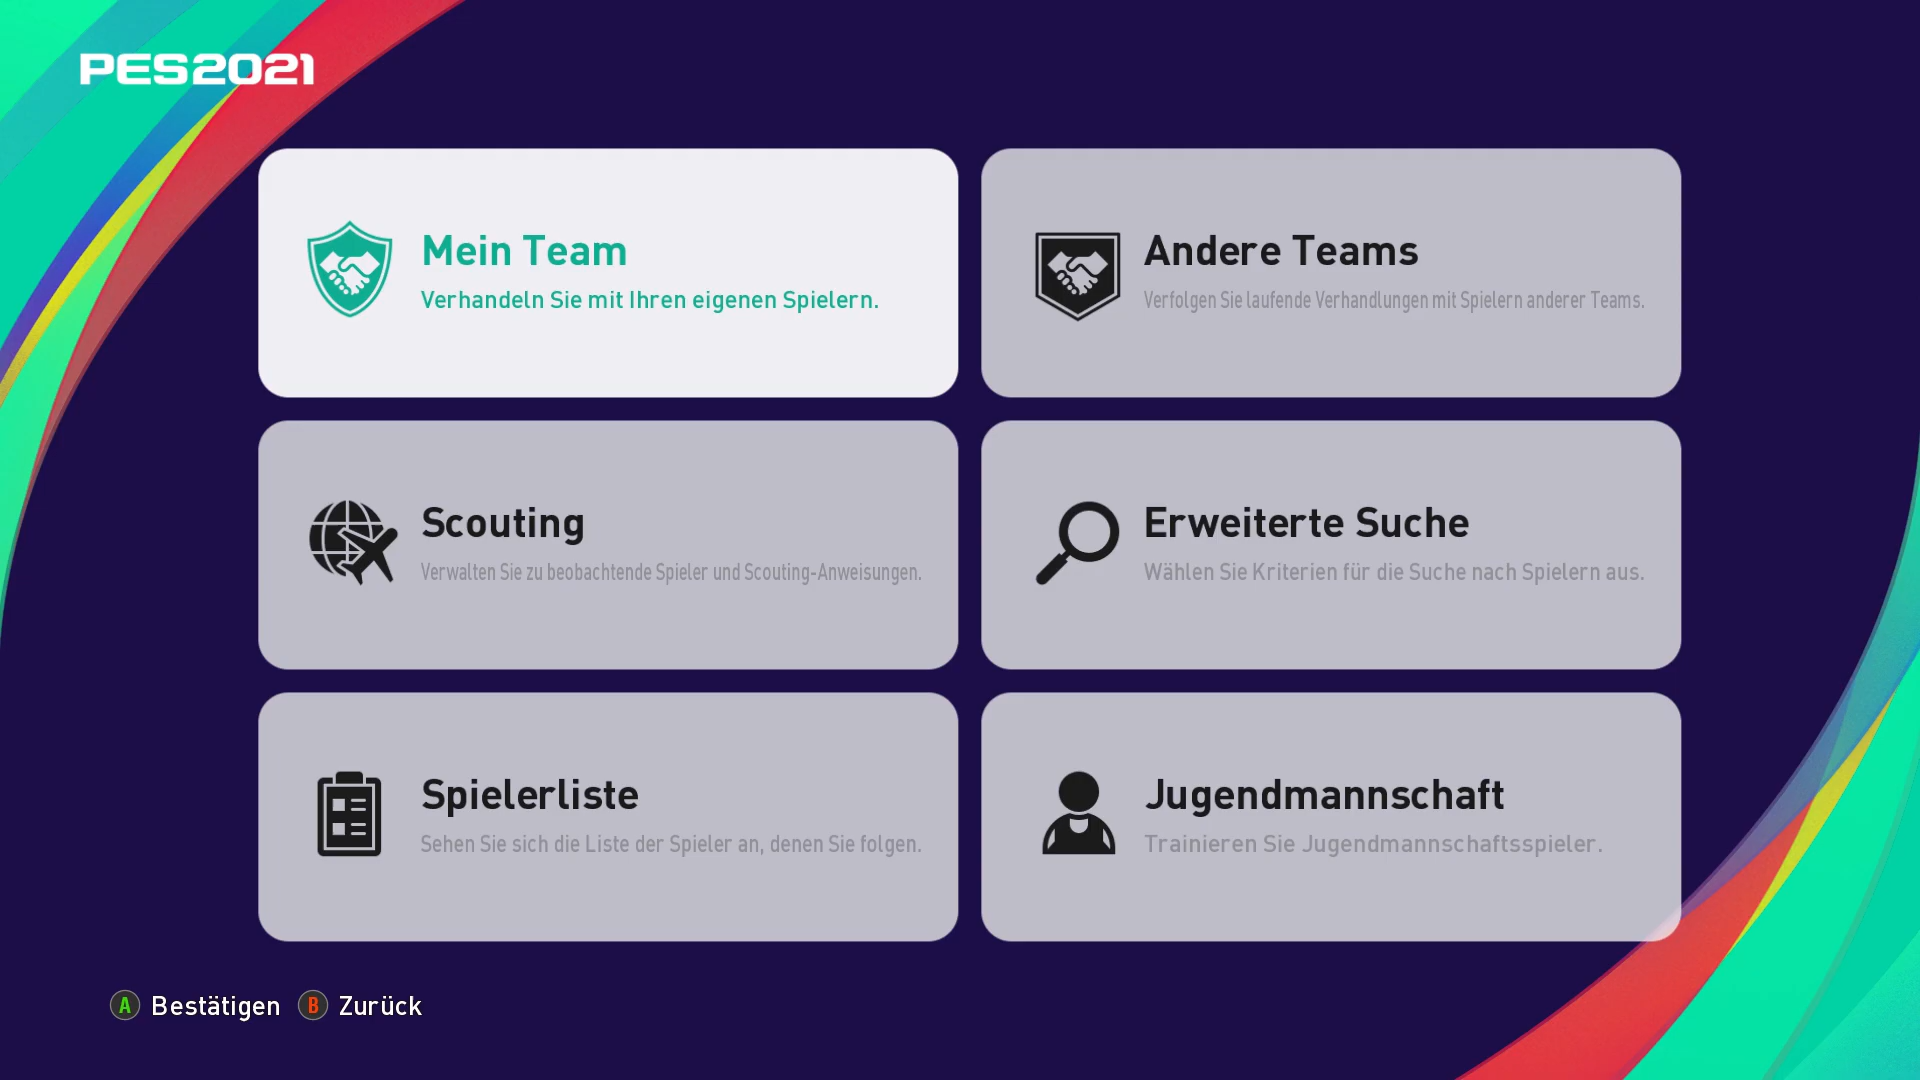 PES2021
Mein Team
Verhandeln Sie mit Ihren eigenen Spielern.
Andere Teams
Verfolgen Sie laufende Verhandlungen mit Spielern anderer Teams.
Scouting
Verwalten Sie zu beobachtende Spieler und Scouting-Anweisungen.
Erweiterte Suche
Wählen Sie Kriterien für die Suche nach Spielern aus.
Spielerliste
Sehen Sie sich die Liste der Spieler an, denen Sie folgen.
Jugendmannschaft
Trainieren Sie Jugendmannschaftsspieler.
A Bestätigen B Zurück